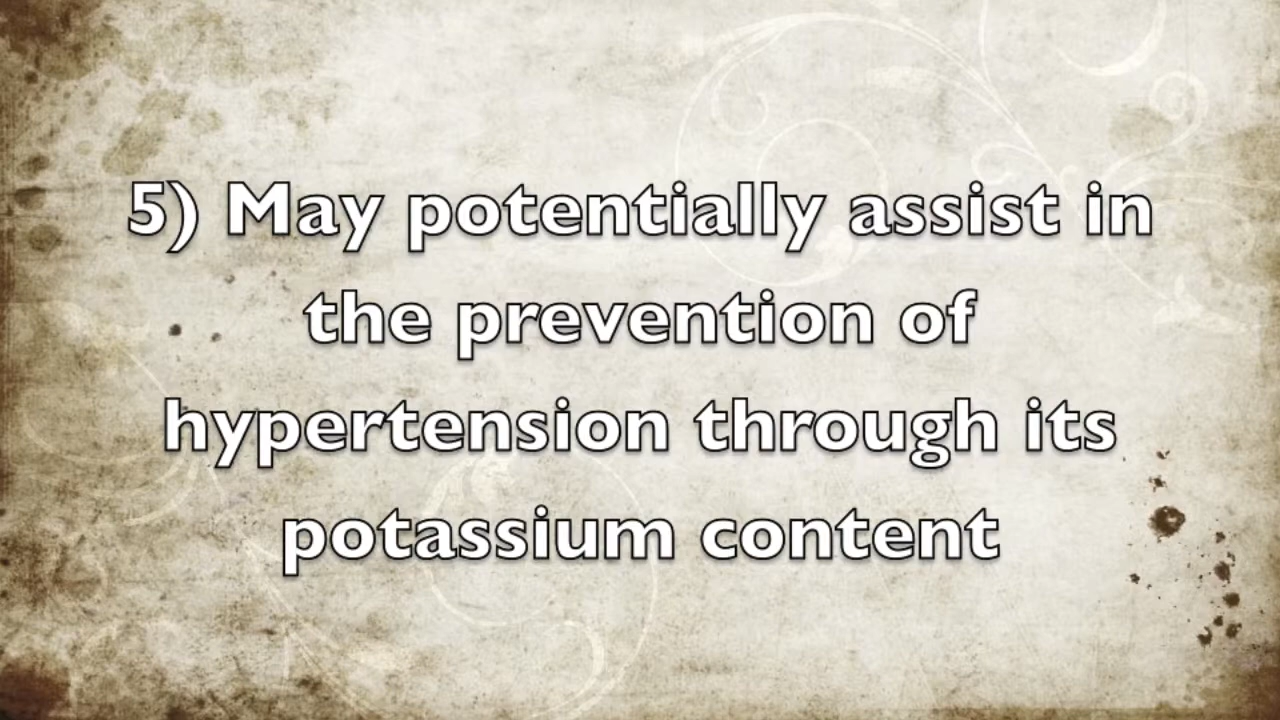 5) May potentially assist in
the prevention of
hypertension through its
potassium content